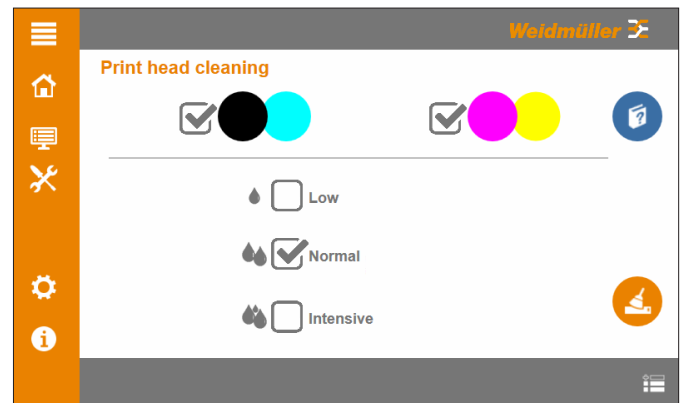 Weidmüller
Print head cleaning
?
Low
Normal
Intensive
i